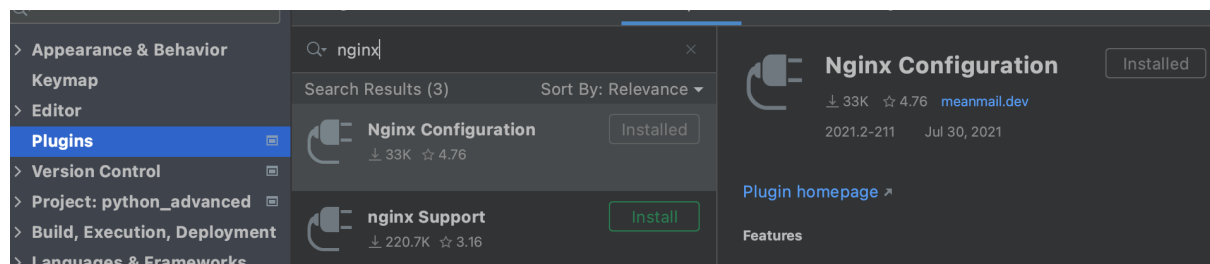 Appearance & Behavior
Keymap
Editor
Plugins
Version Control
Project: python_advanced
Build, Execution, Deployment
Languages & Frameworks
nginx
Search Results (3)
Sort By: Relevance
Nginx Configuration
Installed
33K 4.76
nginx Support
Install
220.7K 3.16
Nginx Configuration
Installed
33K 4.76 meanmail.dev
2021.2-211 Jul 30, 2021
Plugin homepage
Features